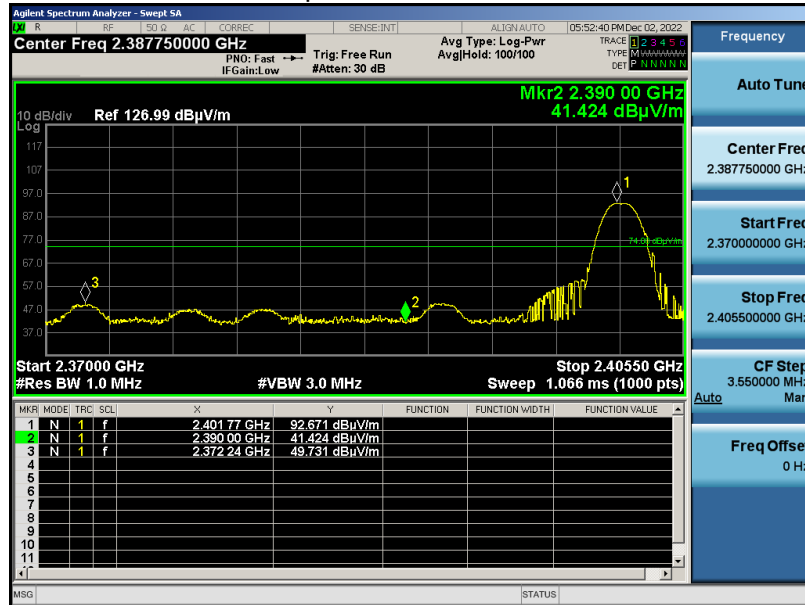 Agilent Spectrum Analyzer - Swept SA
LXI R RF 50 Ω AC CORREC SENSE:INT ALIGN AUTO 05:52:40 PM Dec 02, 2022
Center Freq 2.387750000 GHz
PNO: Fast
IFGain:Low
Trig: Free Run
#Atten: 30 dB
Avg Type: Log-Pwr
Avg|Hold: 100/100
TRACE 1 2 3 4 5 6
TYPE M
DET P N N N N N
Mkr2 2.390 00 GHz
41.424 dBµV/m
10 dB/div Ref 126.99 dBµV/m
Log
117
107
97.0
87.0
77.0
67.0
57.0
47.0
37.0
1
2
3
74.00 dBµV/m
Start 2.37000 GHz Stop 2.40550 GHz
#Res BW 1.0 MHz #VBW 3.0 MHz Sweep 1.066 ms (1000 pts)
MKR MODE TRC SCL X Y FUNCTION FUNCTION WIDTH FUNCTION VALUE
1 N 1 f 2.401 77 GHz 92.671 dBµV/m
2 N 1 f 2.390 00 GHz 41.424 dBµV/m
3 N 1 f 2.372 24 GHz 49.731 dBµV/m
4
5
6
7
8
9
10
11
MSG STATUS
Frequency
Auto Tune
Center Freq
2.387750000 GHz
Start Freq
2.370000000 GHz
Stop Freq
2.405500000 GHz
CF Step
3.550000 MHz
Auto Man
Freq Offset
0 Hz